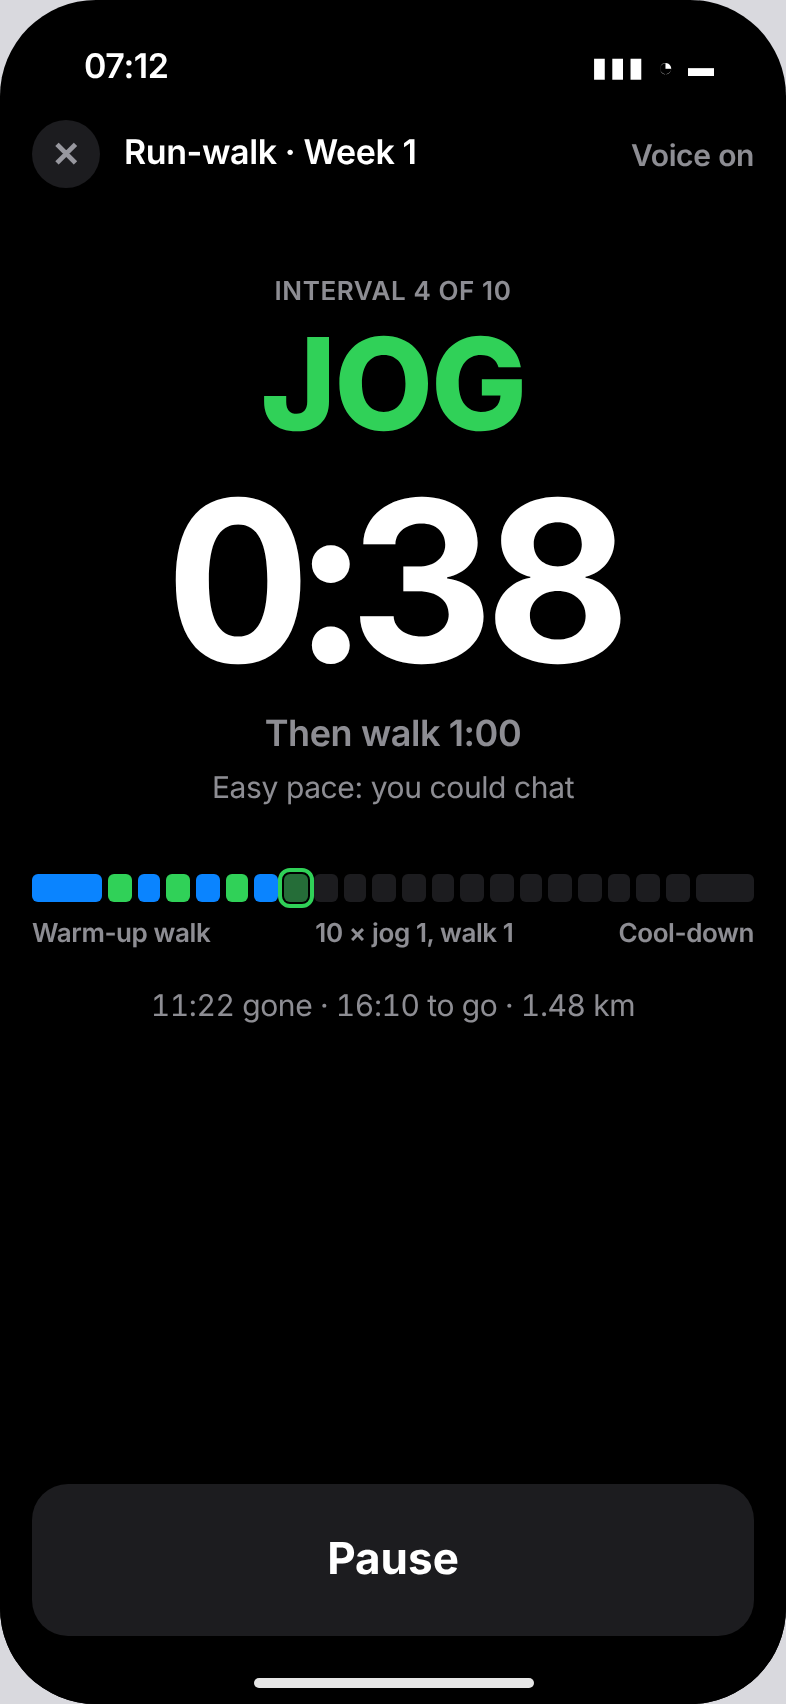 07:12
Run-walk · Week 1
Voice on
INTERVAL 4 OF 10
JOG
0:38
Then walk 1:00
Easy pace: you could chat
Warm-up walk
10 × jog 1, walk 1
Cool-down
11:22 gone · 16:10 to go · 1.48 km
Pause